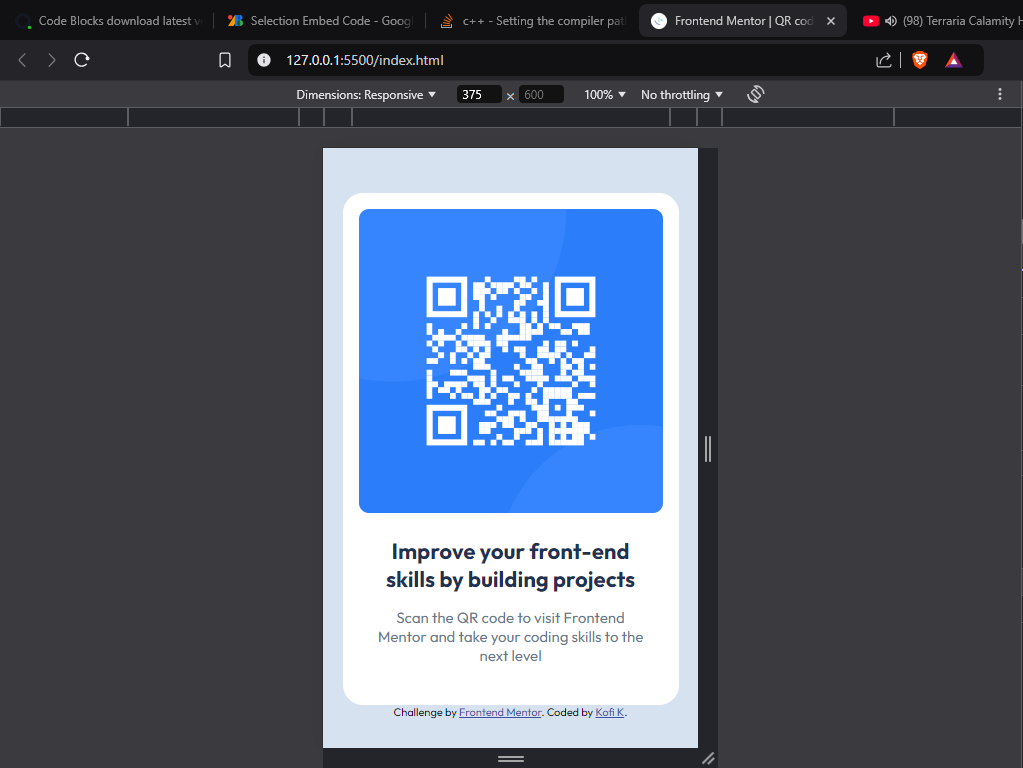 Code Blocks download latest v
Selection Embed Code - Goog
c++ - Setting the compiler pat
Frontend Mentor | QR cod
(98) Terraria Calamity H
127.0.0.1:5500/index.html
Dimensions: Responsive 375 × 600 100% No throttling
Improve your front-end
skills by building projects
Scan the QR code to visit Frontend
Mentor and take your coding skills to the
next level
Challenge by Frontend Mentor. Coded by Kofi K.